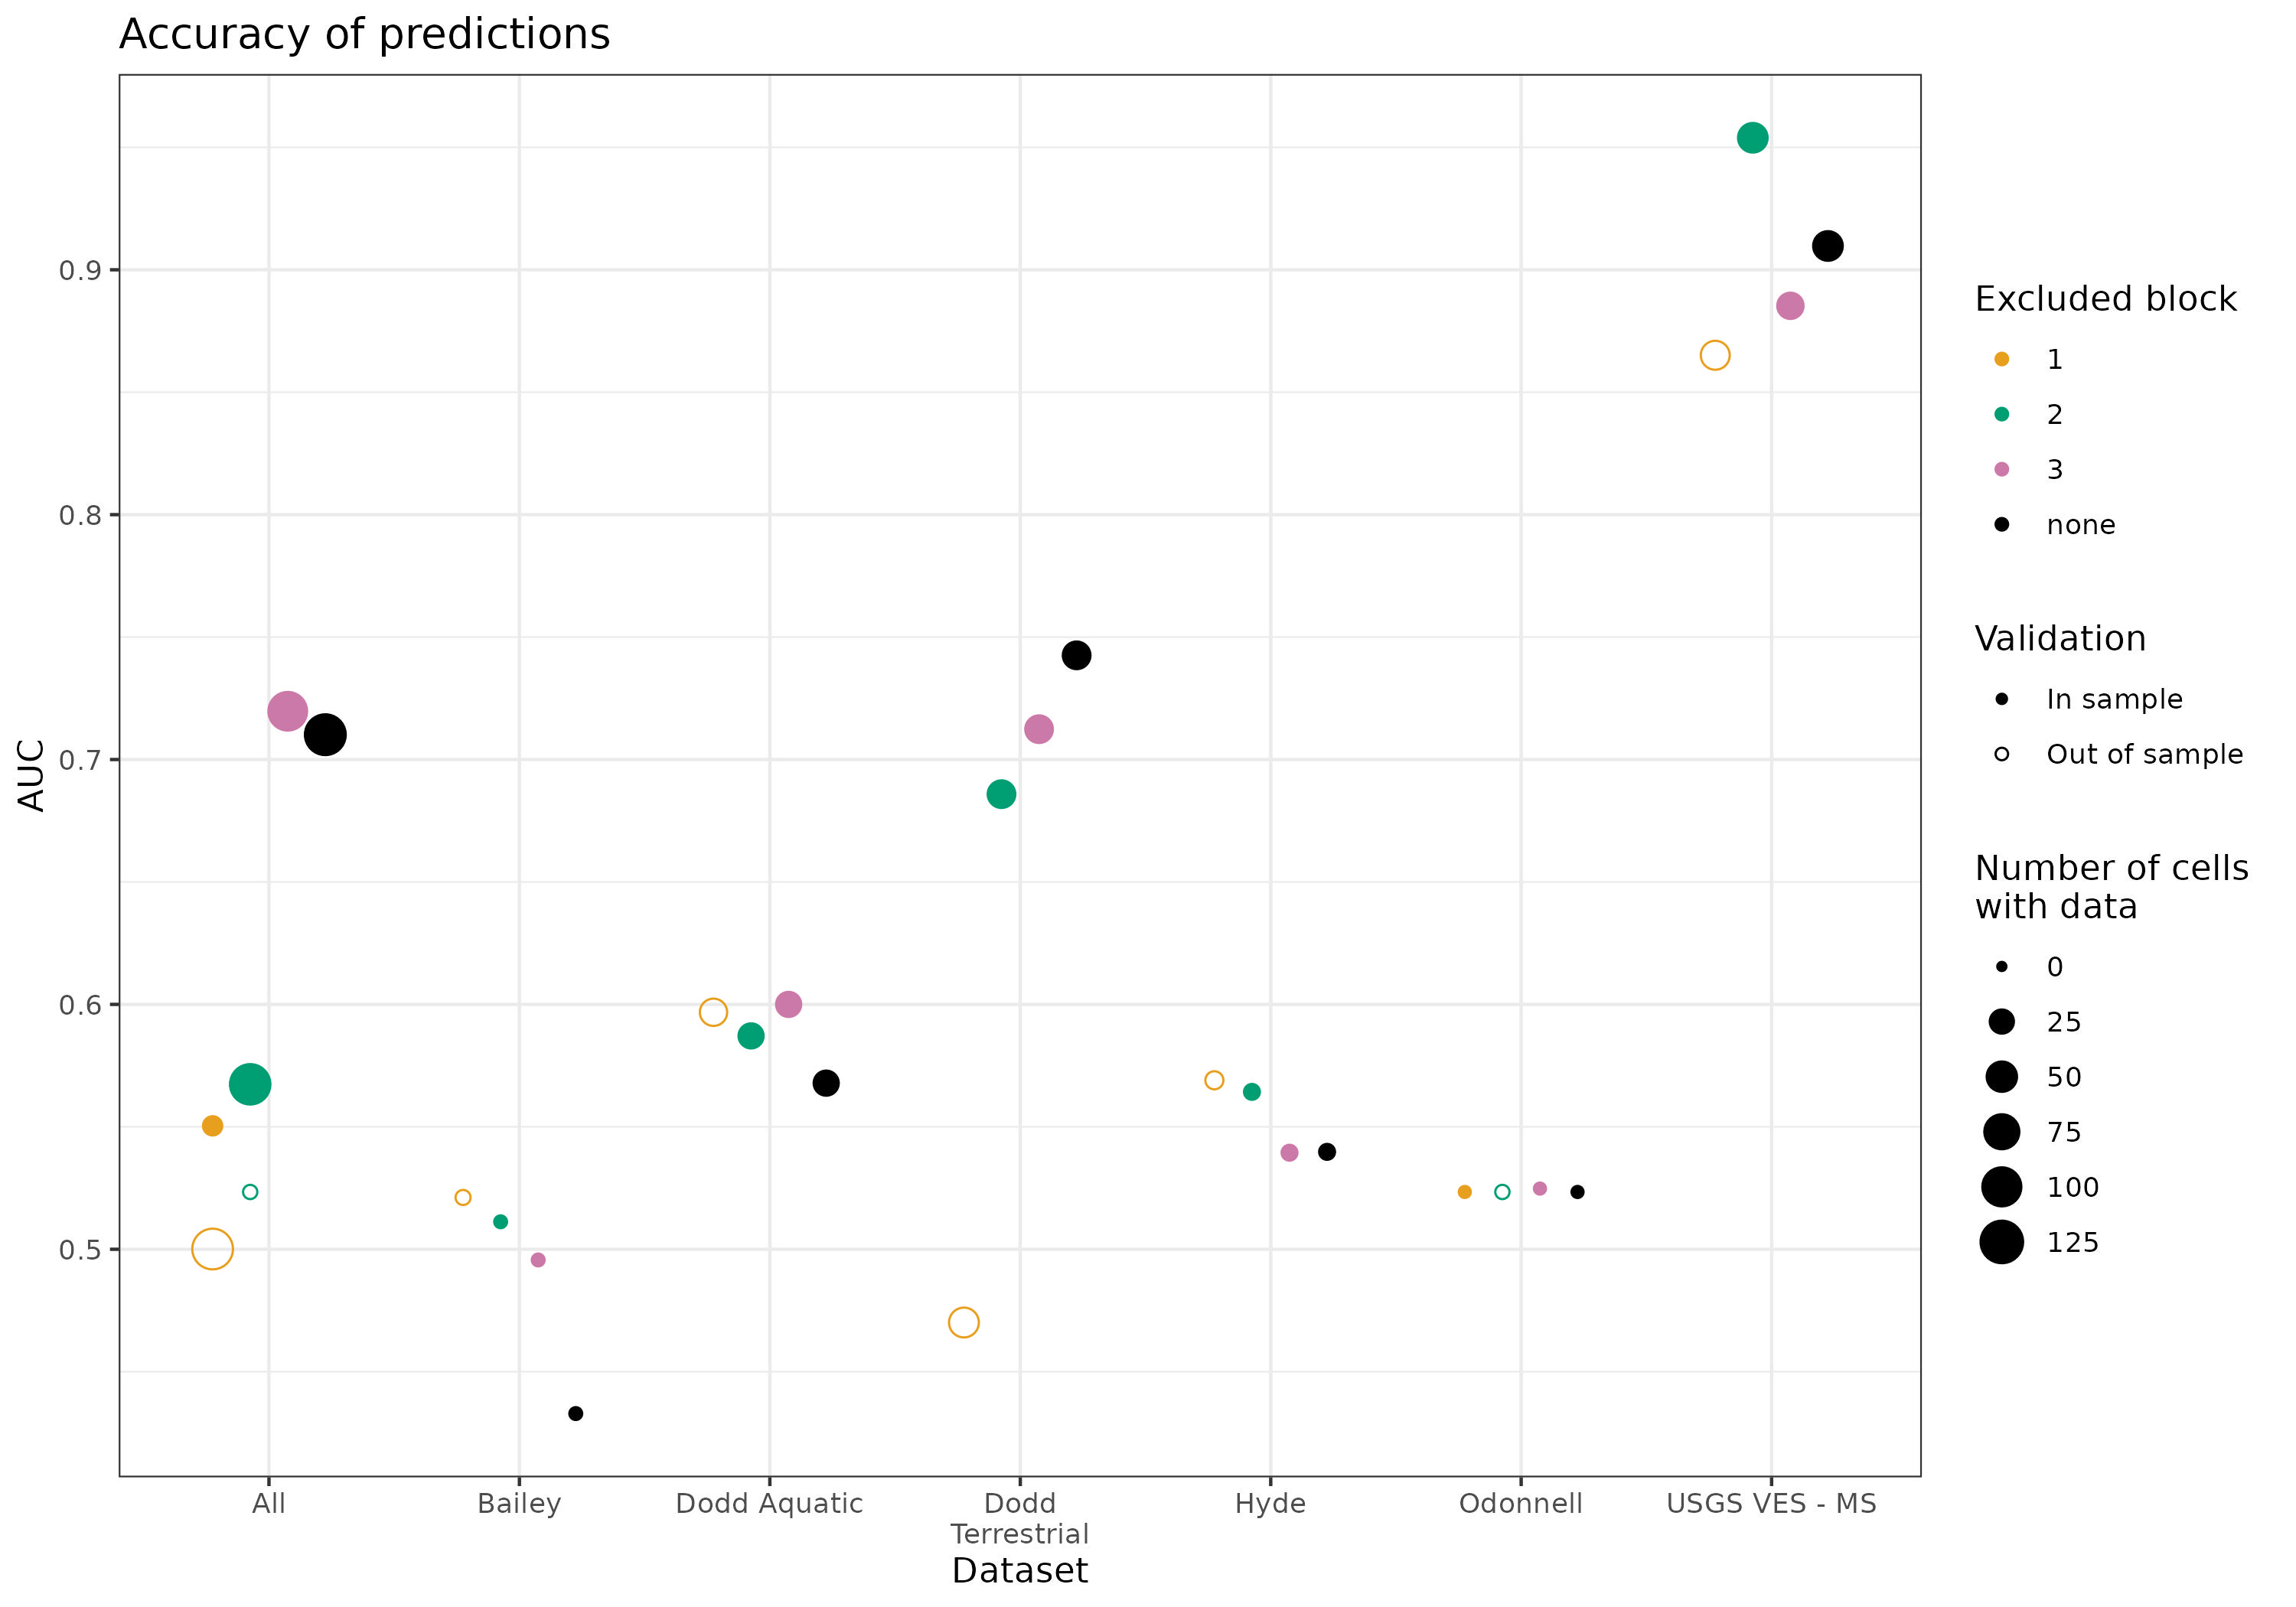 Accuracy of predictions
AUC
0.9
0.8
0.7
0.6
0.5
All
Bailey
Dodd Aquatic
Dodd
Terrestrial
Hyde
Odonnell
USGS VES - MS
Dataset
Excluded block
1
2
3
none
Validation
In sample
Out of sample
Number of cells
with data
0
25
50
75
100
125